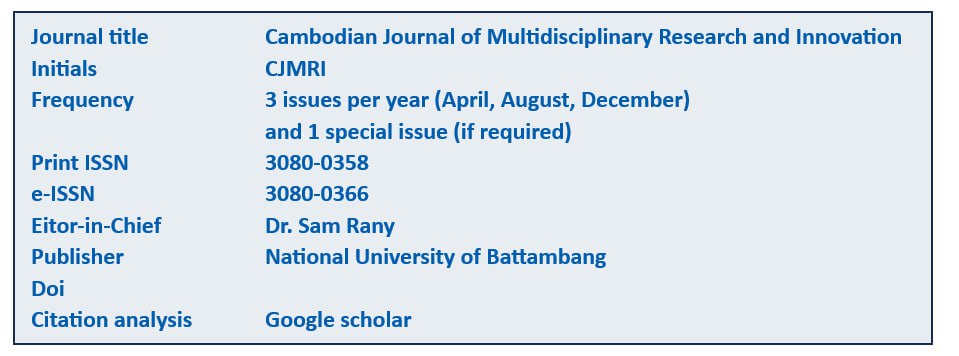 Journal title Cambodian Journal of Multidisciplinary Research and Innovation
Initials CJMRI
Frequency 3 issues per year (April, August, December)
and 1 special issue (if required)
Print ISSN 3080-0358
e-ISSN 3080-0366
Eitor-in-Chief Dr. Sam Rany
Publisher National University of Battambang
Doi
Citation analysis Google scholar